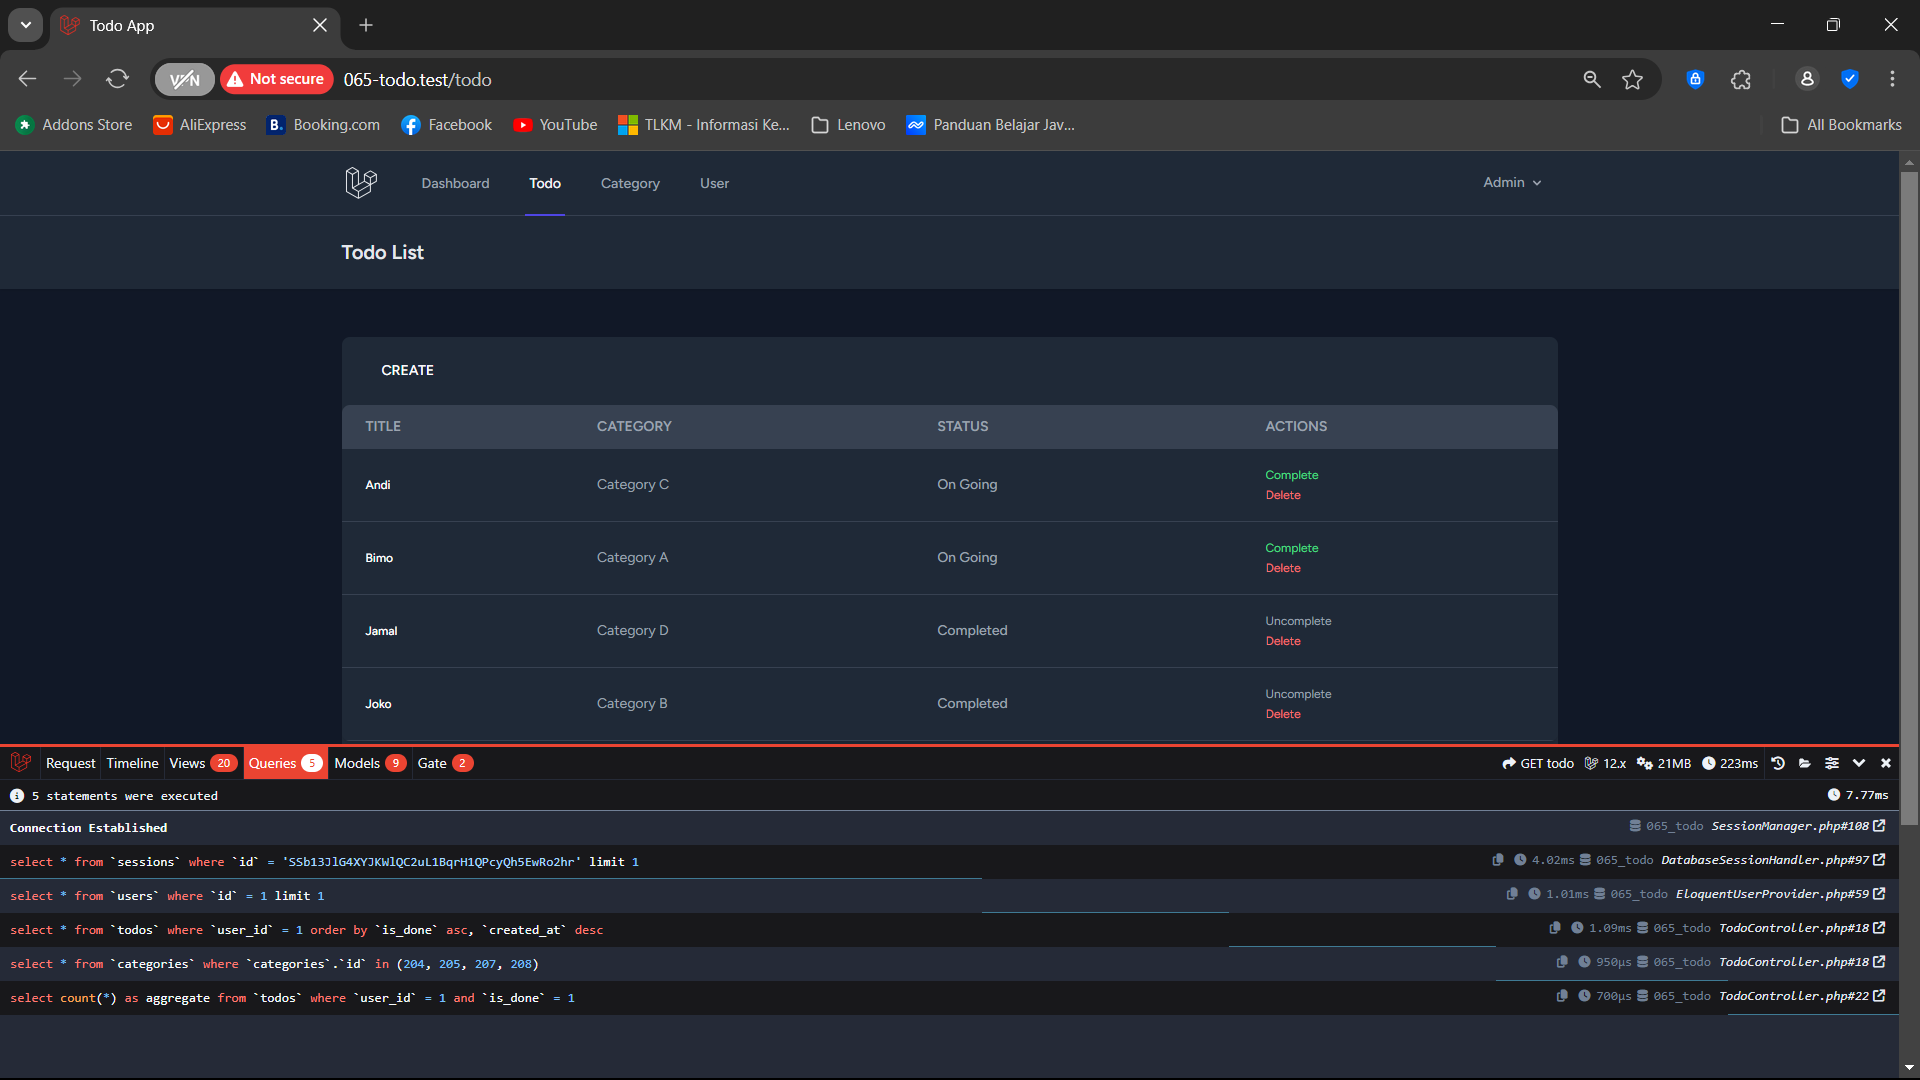 Todo App
VPN Not secure 065-todo.test/todo
Addons Store AliExpress B. Booking.com Facebook YouTube TLKM - Informasi Ke... Lenovo Panduan Belajar Jav... All Bookmarks
Dashboard Todo Category User Admin
Todo List
CREATE
TITLE CATEGORY STATUS ACTIONS
Andi Category C On Going Complete
Delete
Bimo Category A On Going Complete
Delete
Jamal Category D Completed Uncomplete
Delete
Joko Category B Completed Uncomplete
Delete
Request Timeline Views 20 Queries 5 Models 9 Gate 2 GET todo 12.x 21MB 223ms
5 statements were executed 7.77ms
Connection Established 065_todo SessionManager.php#108
select * from `sessions` where `id` = 'SSb13JlG4XYJKWlQC2uL1BqrH1QPcyQh5EwRo2hr' limit 1 4.02ms 065_todo DatabaseSessionHandler.php#97
select * from `users` where `id` = 1 limit 1 1.01ms 065_todo EloquentUserProvider.php#59
select * from `todos` where `user_id` = 1 order by `is_done` asc, `created_at` desc 1.09ms 065_todo TodoController.php#18
select * from `categories` where `categories`.`id` in (204, 205, 207, 208) 950μs 065_todo TodoController.php#18
select count(*) as aggregate from `todos` where `user_id` = 1 and `is_done` = 1 700μs 065_todo TodoController.php#22